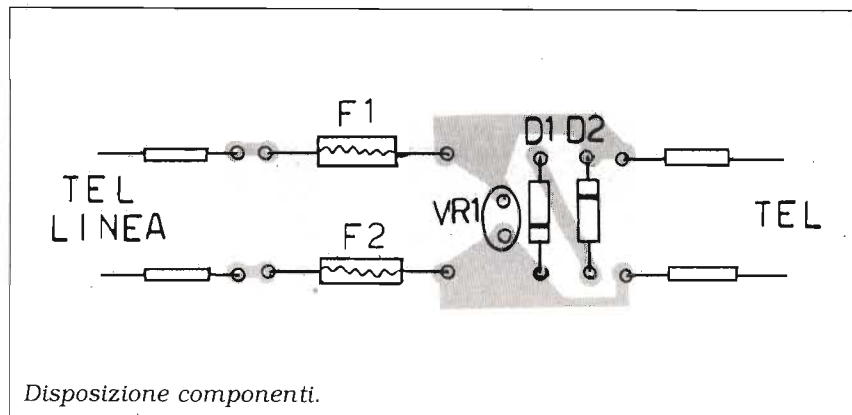 F1
D1 D2
TEL
LINEA
VR1
TEL
F2
Disposizione componenti.